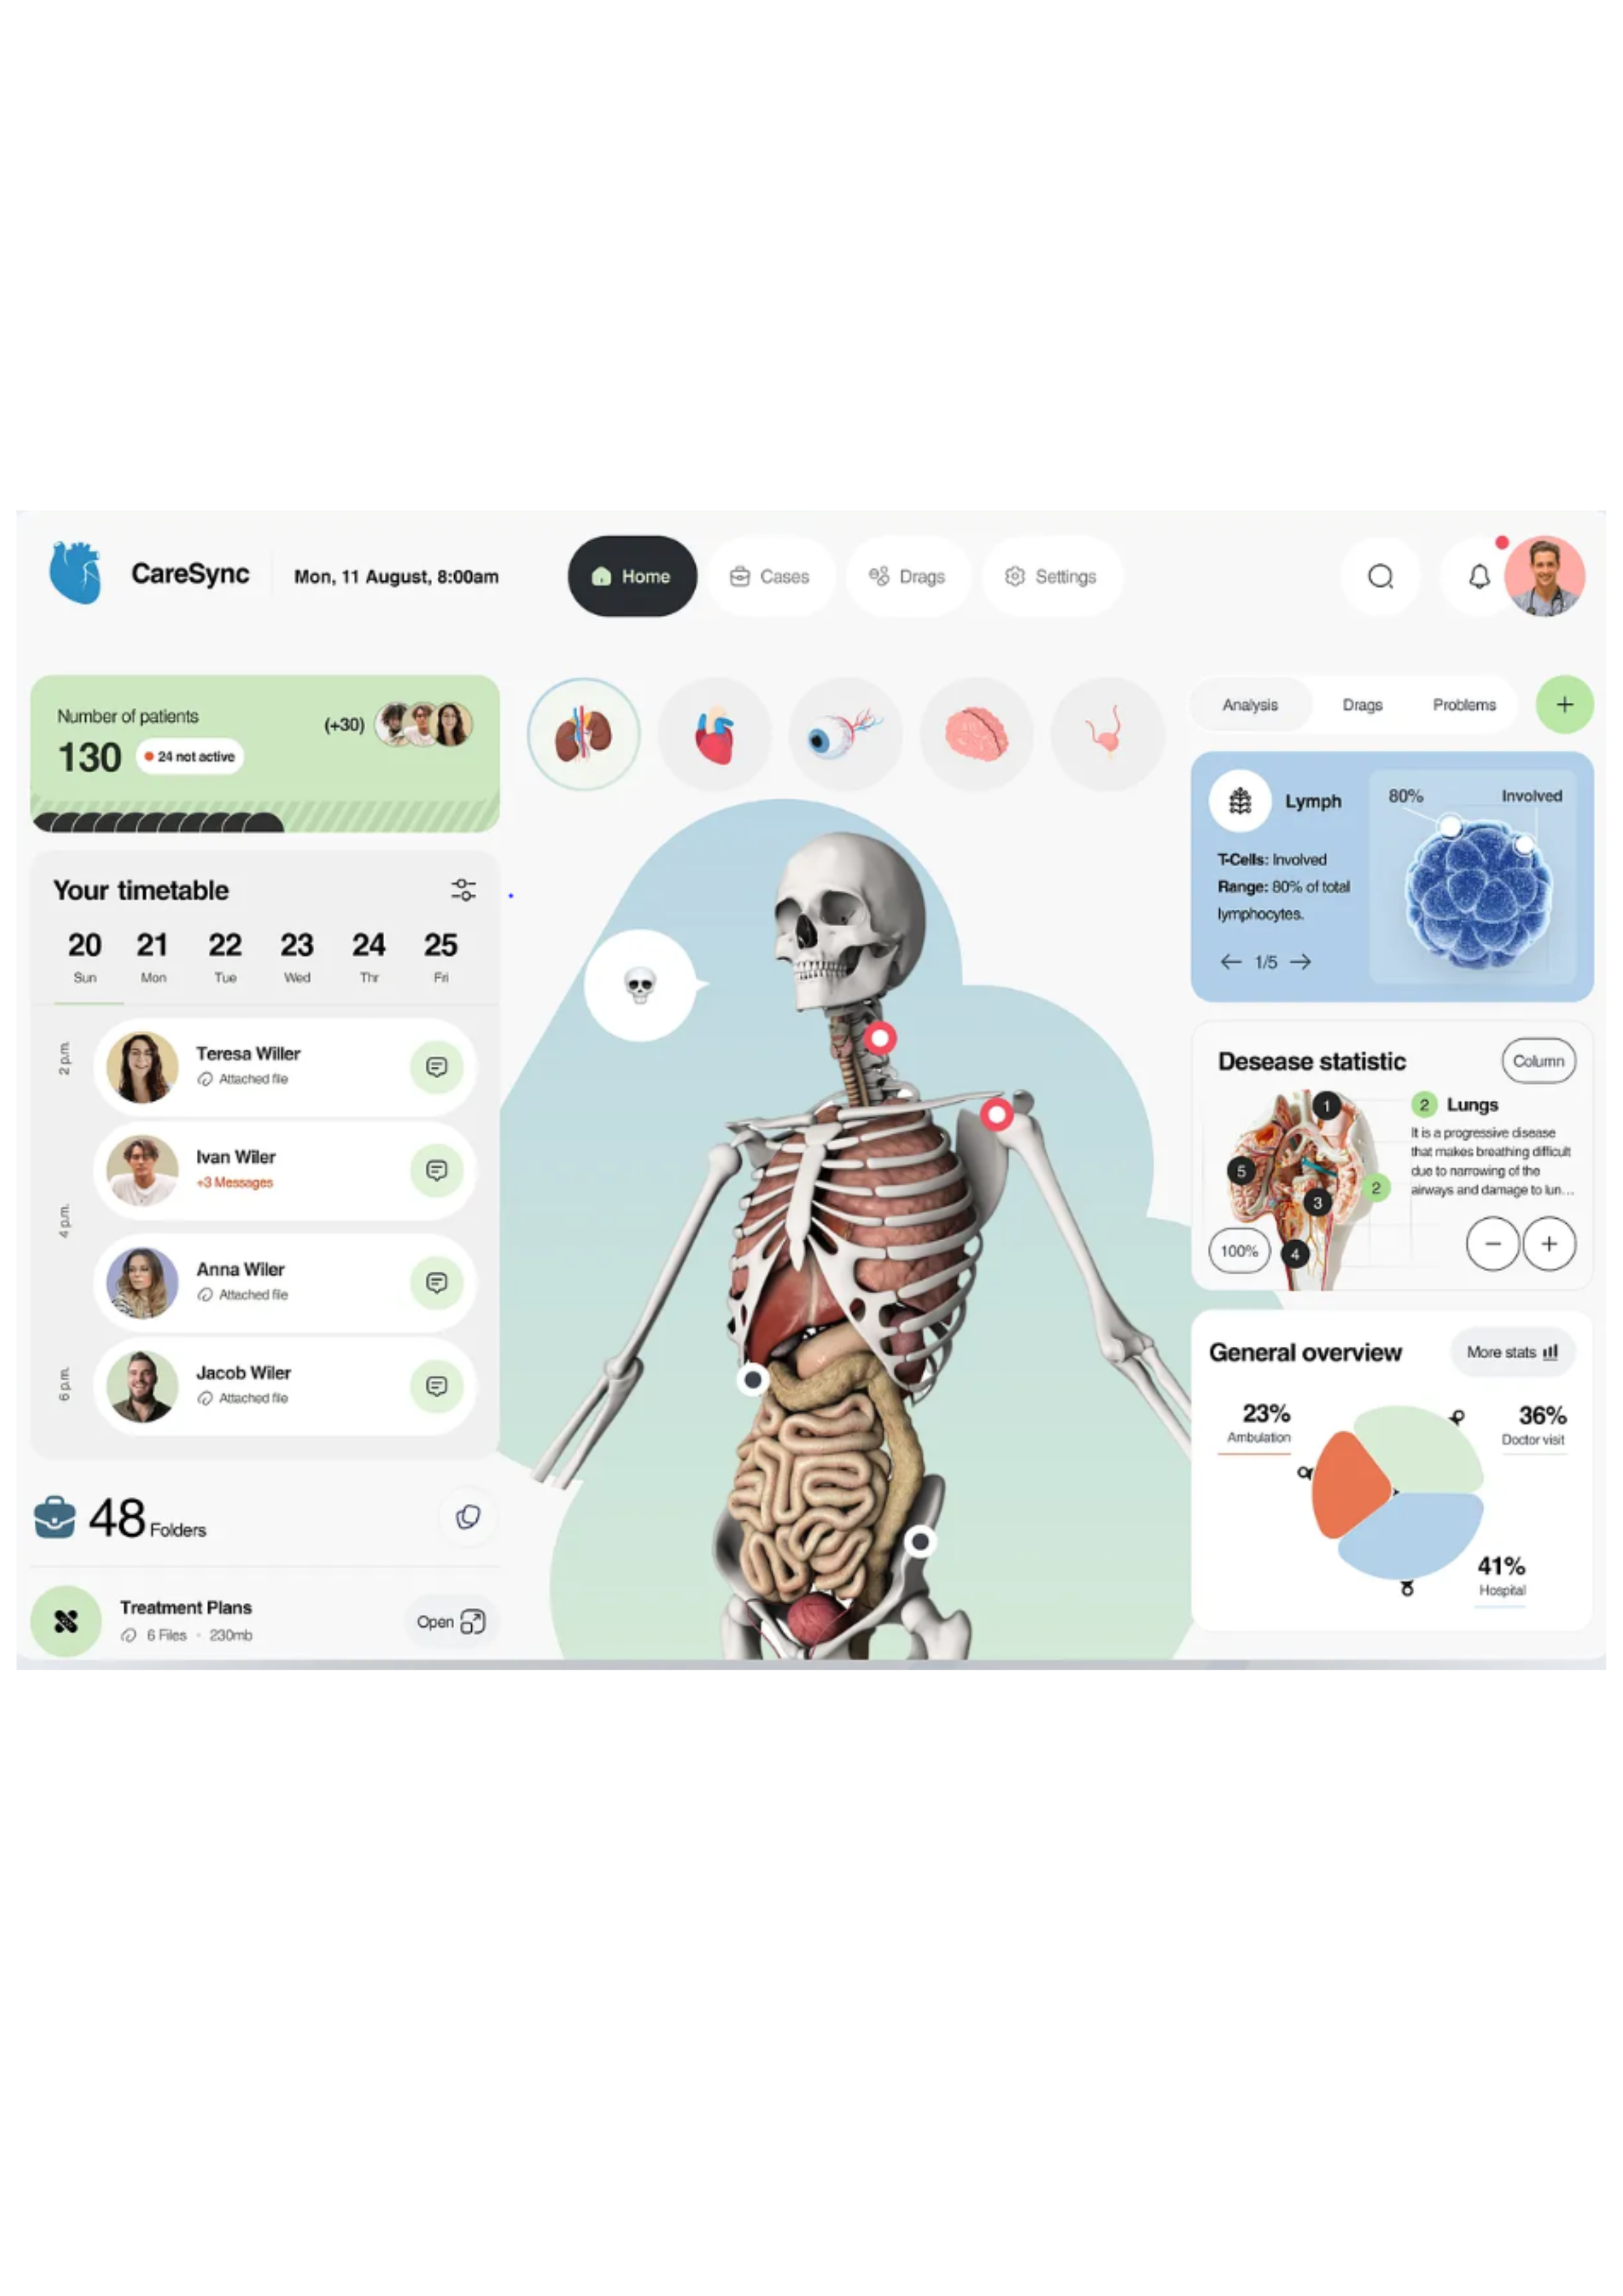 CareSync
Mon, 11 August, 8:00am
Home
Cases
Drags
Settings
Number of patients
130
24 not active
(+30)
Your timetable
20 21 22 23 24 25
Sun Mon Tue Wed Thr Fri
2 p.m.
Teresa Willer
Attached file
Ivan Wiler
+3 Messages
4 p.m.
Anna Wiler
Attached file
6 p.m.
Jacob Wiler
Attached file
48 Folders
Treatment Plans
6 Files • 230mb
Open
Analysis
Drags
Problems
Lymph
T-Cells: Involved
Range: 80% of total
lymphocytes.
1/5
80%
Involved
Desease statistic
Column
1
2
3
4
5
100%
2 Lungs
It is a progressive disease
that makes breathing difficult
due to narrowing of the
airways and damage to lun...
General overview
More stats
23%
Ambulation
36%
Doctor visit
41%
Hospital